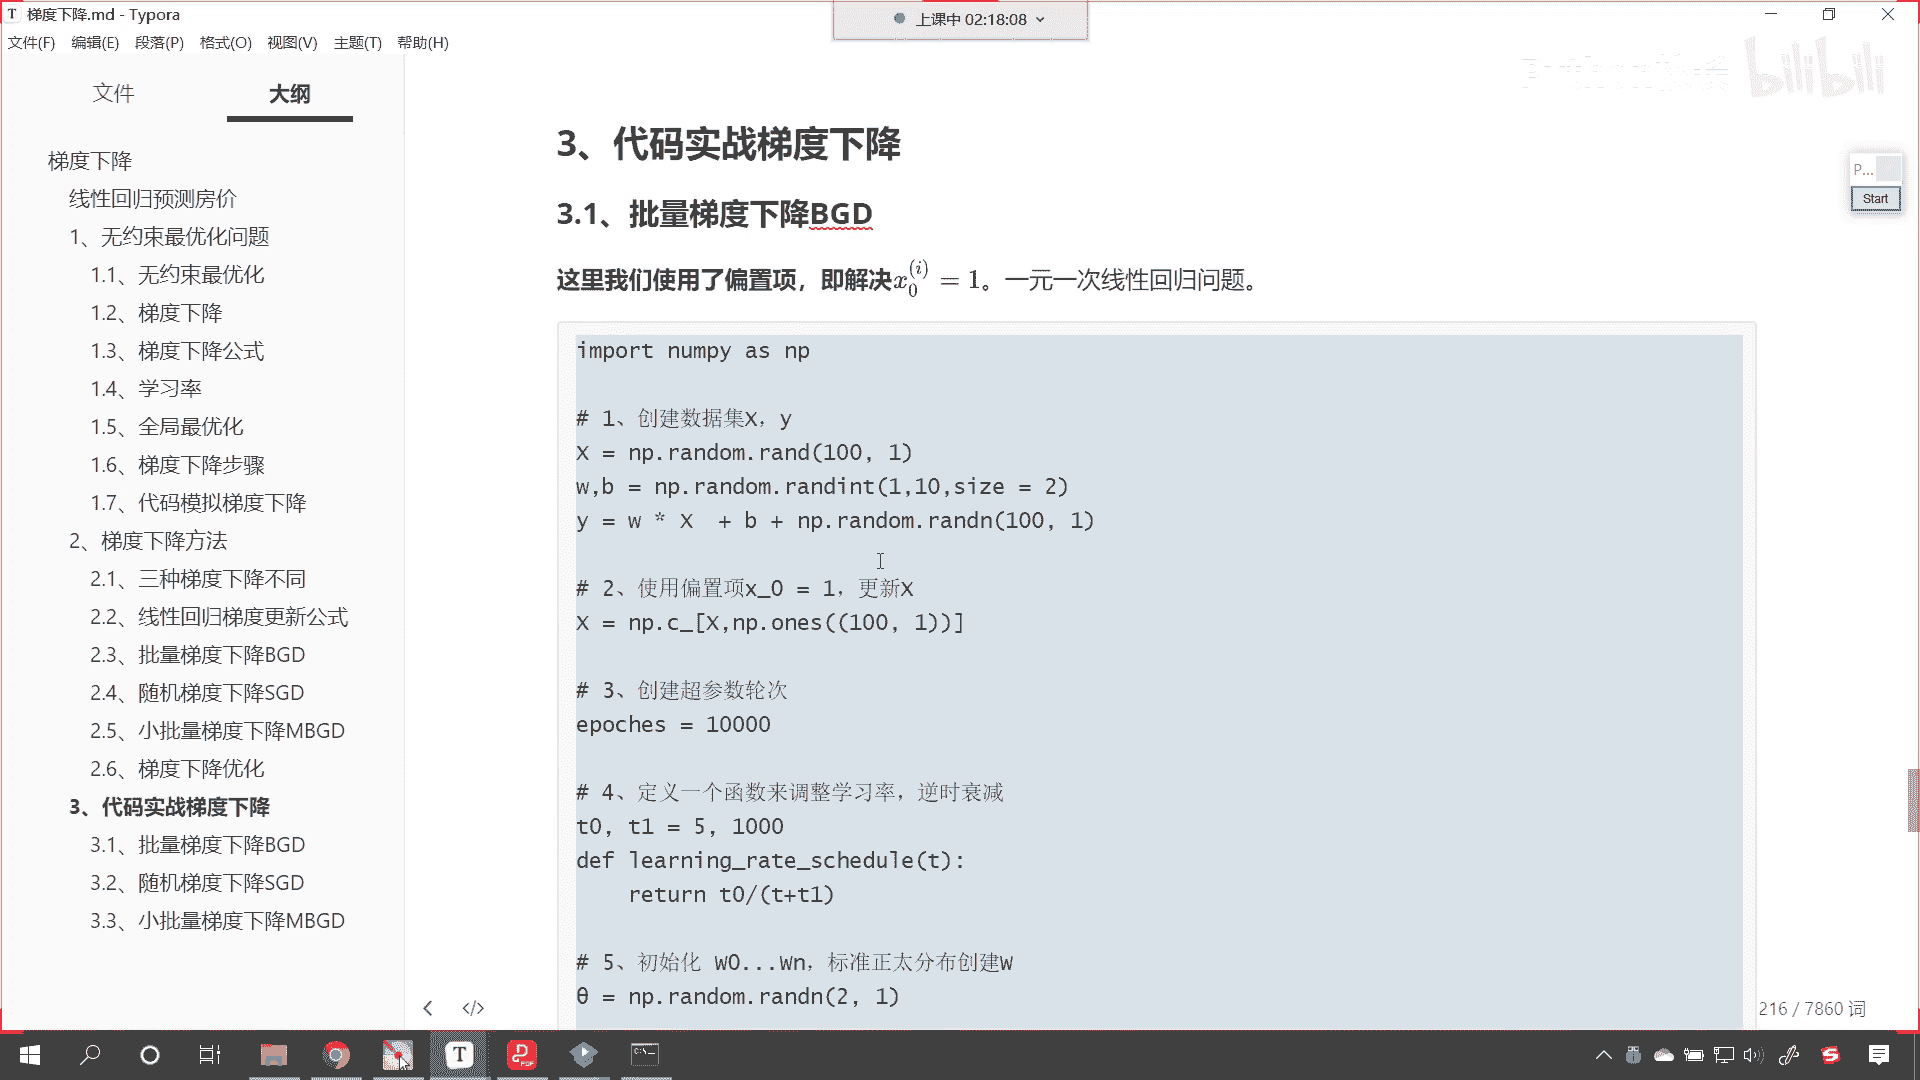 梯度下降.md - Typora
上课中 02:18:08
文件(F) 编辑(E) 段落(P) 格式(O) 视图(V) 主题(T) 帮助(H)
bilibili
文件 大纲
梯度下降
线性回归预测房价
1、无约束最优化问题
1.1、无约束最优化
1.2、梯度下降
1.3、梯度下降公式
1.4、学习率
1.5、全局最优化
1.6、梯度下降步骤
1.7、代码模拟梯度下降
2、梯度下降方法
2.1、三种梯度下降不同
2.2、线性回归梯度更新公式
2.3、批量梯度下降BGD
2.4、随机梯度下降SGD
2.5、小批量梯度下降MBGD
2.6、梯度下降优化
3、代码实战梯度下降
3.1、批量梯度下降BGD
3.2、随机梯度下降SGD
3.3、小批量梯度下降MBGD
3、代码实战梯度下降
3.1、批量梯度下降BGD
这里我们使用了偏置项，即解决x_0^{(i)} = 1。一元一次线性回归问题。
import numpy as np
# 1、创建数据集X，y
X = np.random.rand(100, 1)
w,b = np.random.randint(1,10,size = 2)
y = w * X  + b + np.random.randn(100, 1)
# 2、使用偏置项x_0 = 1，更新X
X = np.c_[X,np.ones((100, 1))]
# 3、创建超参数轮次
epoches = 10000
# 4、定义一个函数来调整学习率，逆时衰减
t0, t1 = 5, 1000
def learning_rate_schedule(t):
    return t0/(t+t1)
# 5、初始化 W0...Wn，标准正太分布创建W
θ = np.random.randn(2, 1)
P...
Start
216 / 7860 词